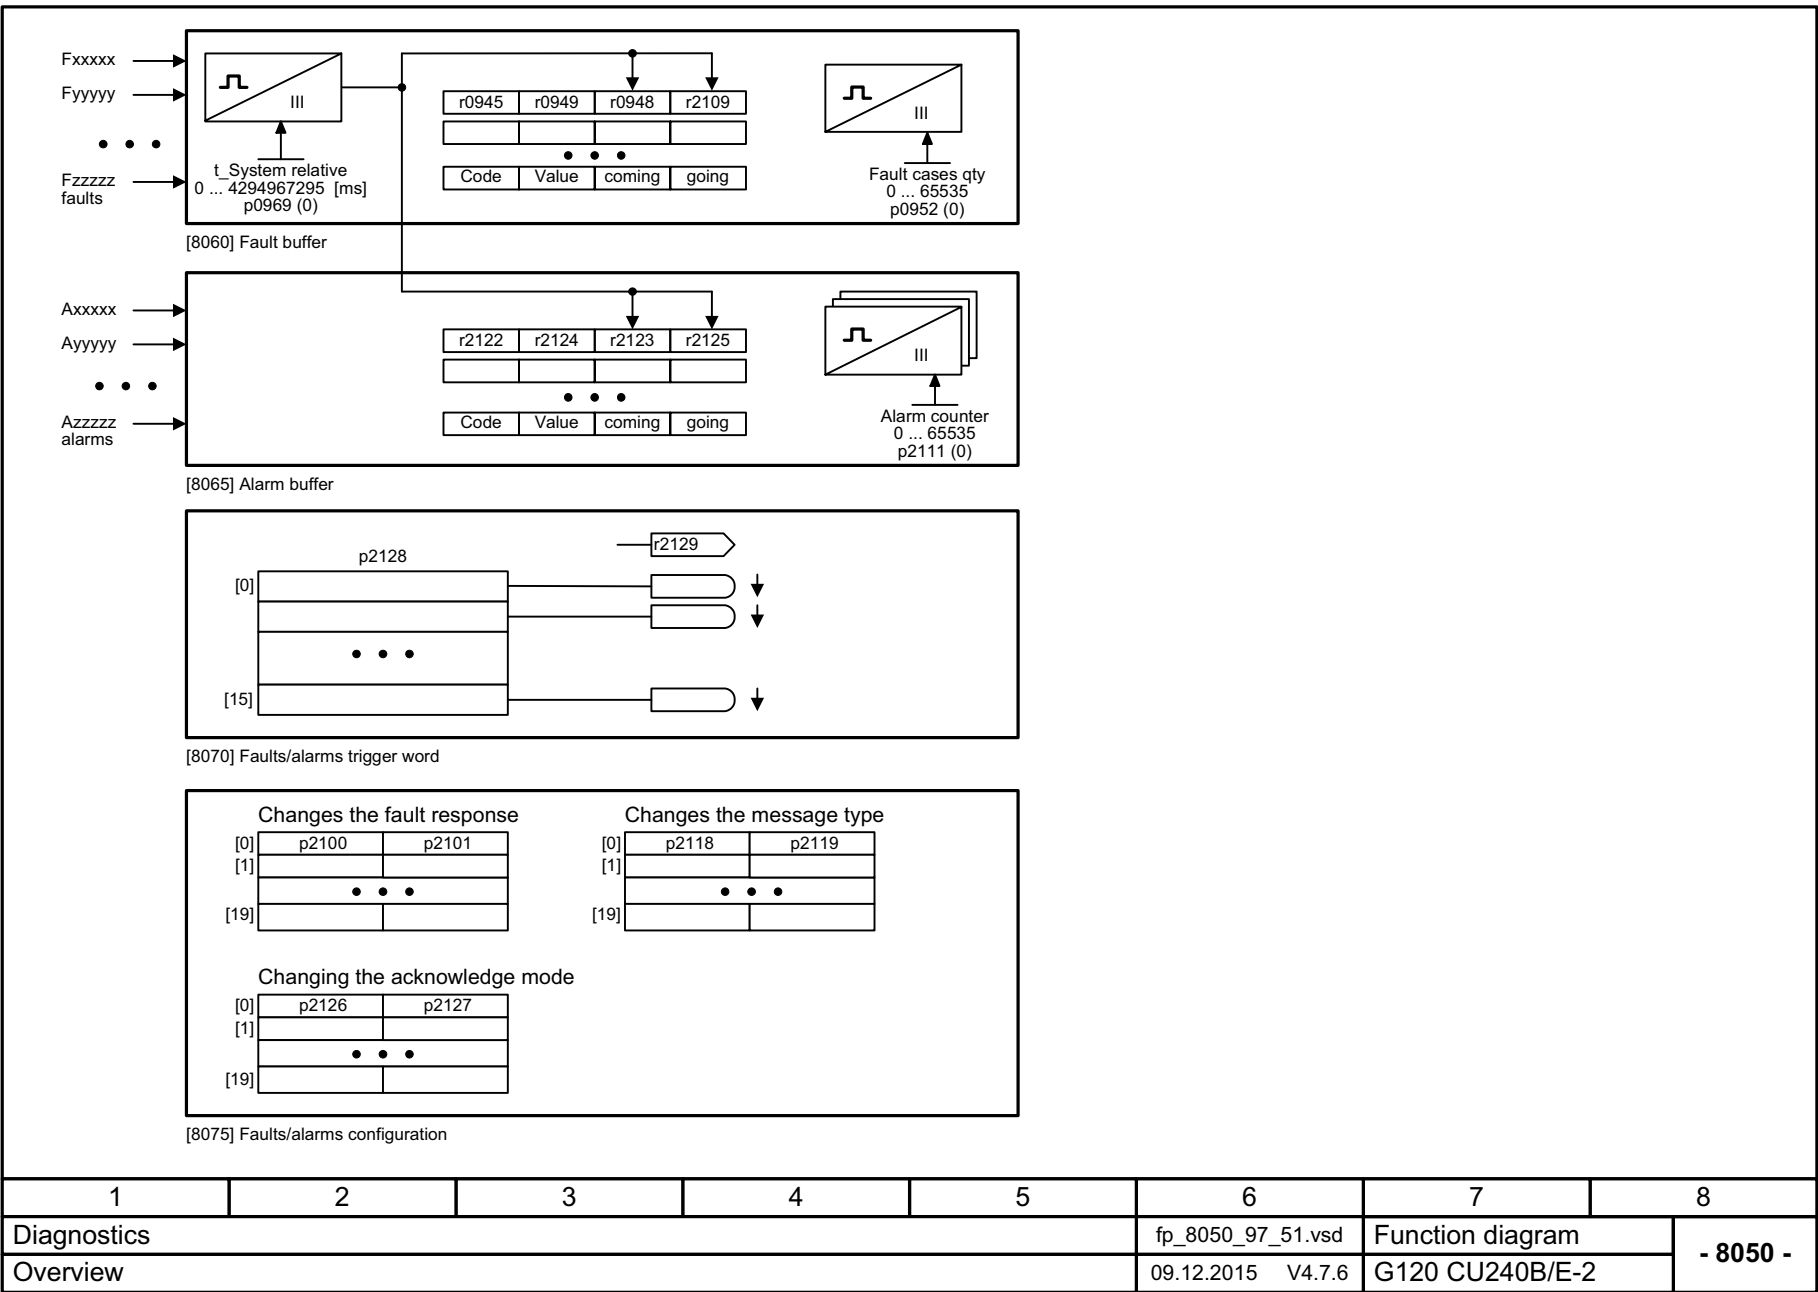 Fxxxxx
Fyyyyy
Fzzzzz
faults
III
t_System relative
0 ... 4294967295 [ms]
p0969 (0)
r0945 r0949 r0948 r2109
Code Value coming going
III
Fault cases qty
0 ... 65535
p0952 (0)
[8060] Fault buffer
Axxxxx
Ayyyyy
Azzzzz
alarms
r2122 r2124 r2123 r2125
Code Value coming going
III
Alarm counter
0 ... 65535
p2111 (0)
[8065] Alarm buffer
p2128
r2129
[0]
[15]
[8070] Faults/alarms trigger word
Changes the fault response
[0] p2100 p2101
[1]
[19]
Changes the message type
[0] p2118 p2119
[1]
[19]
Changing the acknowledge mode
[0] p2126 p2127
[1]
[19]
[8075] Faults/alarms configuration
1 2 3 4 5 6 7 8
Diagnostics fp_8050_97_51.vsd Function diagram
- 8050 -
Overview 09.12.2015 V4.7.6 G120 CU240B/E-2